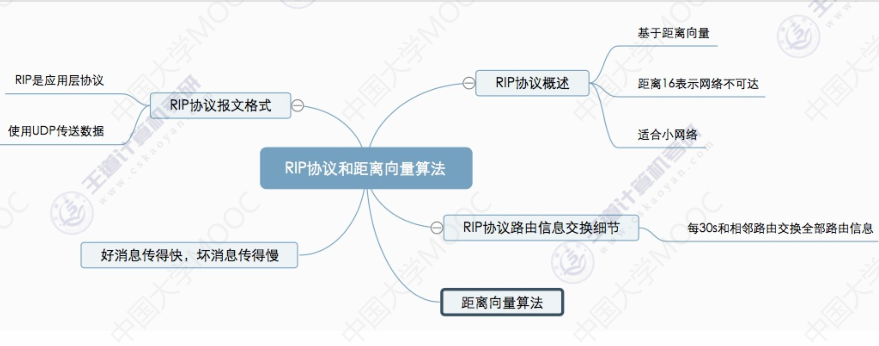 RIP协议和距离向量算法
RIP协议概述
基于距离向量
距离16表示网络不可达
适合小网络
RIP协议路由信息交换细节
每30s和相邻路由交换全部路由信息
距离向量算法
好消息传得快，坏消息传得慢
RIP协议报文格式
RIP是应用层协议
使用UDP传送数据
中国大学MOOC
王道计算机考研
www.cskaoyan.com